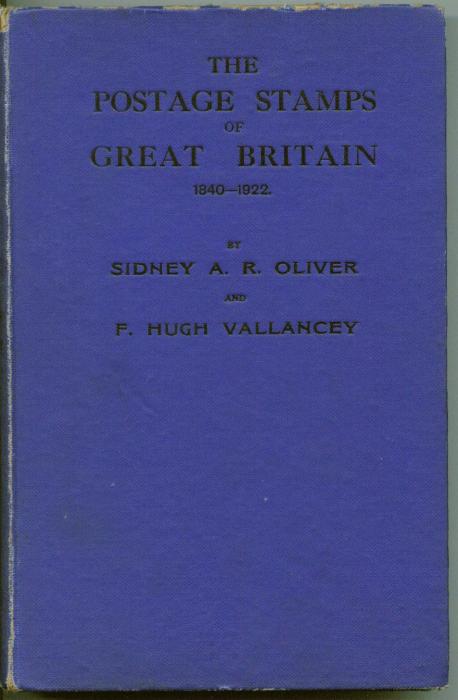 THE
POSTAGE STAMPS
OF
GREAT BRITAIN
1840—1922.
BY
SIDNEY A. R. OLIVER
AND
F. HUGH VALLANCEY